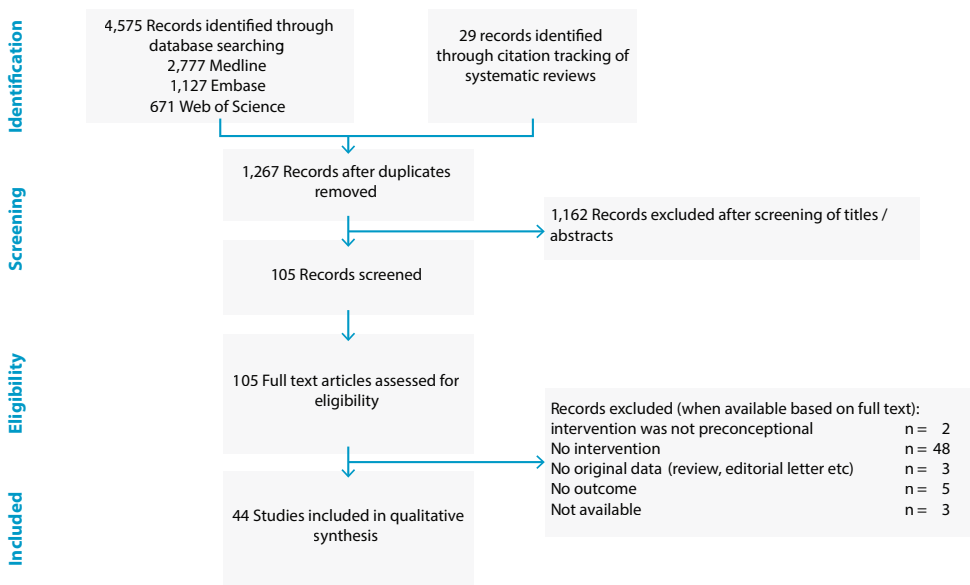 Identification
4,575 Records identified through
database searching
2,777 Medline
1,127 Embase
671 Web of Science
29 records identified
through citation tracking of
systematic reviews
Screening
1,267 Records after duplicates
removed
1,162 Records excluded after screening of titles /
abstracts
105 Records screened
Eligibility
105 Full text articles assessed for
eligibility
Records excluded (when available based on full text):
intervention was not preconceptional n = 2
No intervention n = 48
No original data (review, editorial letter etc) n = 3
No outcome n = 5
Not available n = 3
Included
44 Studies included in qualitative
synthesis